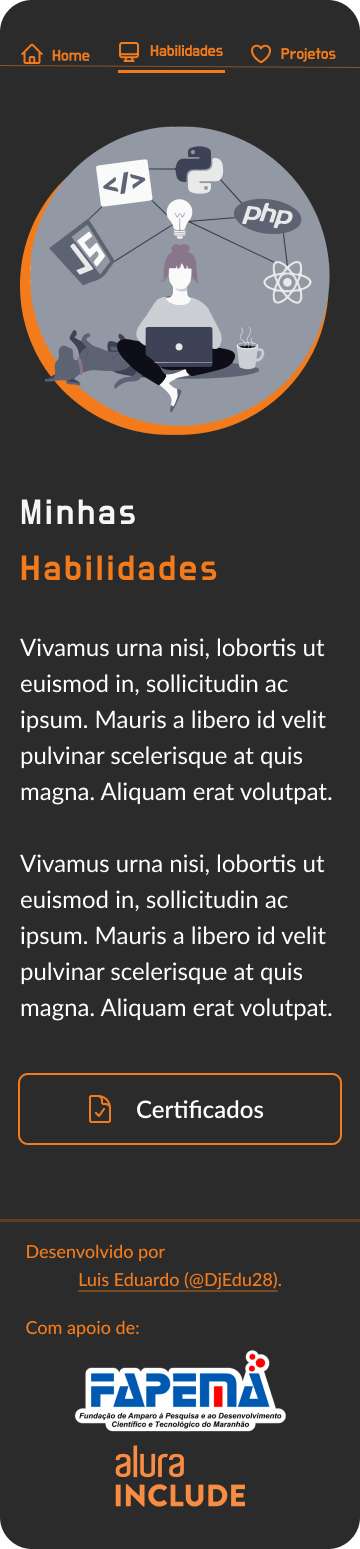 Home
Habilidades
Projetos
</>
php
JS
Minhas
Habilidades
Vivamus urna nisi, lobortis ut
euismod in, sollicitudin ac
ipsum. Mauris a libero id velit
pulvinar scelerisque at quis
magna. Aliquam erat volutpat.
Vivamus urna nisi, lobortis ut
euismod in, sollicitudin ac
ipsum. Mauris a libero id velit
pulvinar scelerisque at quis
magna. Aliquam erat volutpat.
Certificados
Desenvolvido por
Luis Eduardo (@DjEdu28).
Com apoio de:
FAPEMA
Fundação de Amparo à Pesquisa e ao Desenvolvimento
Científico e Tecnológico do Maranhão
alura
INCLUDE